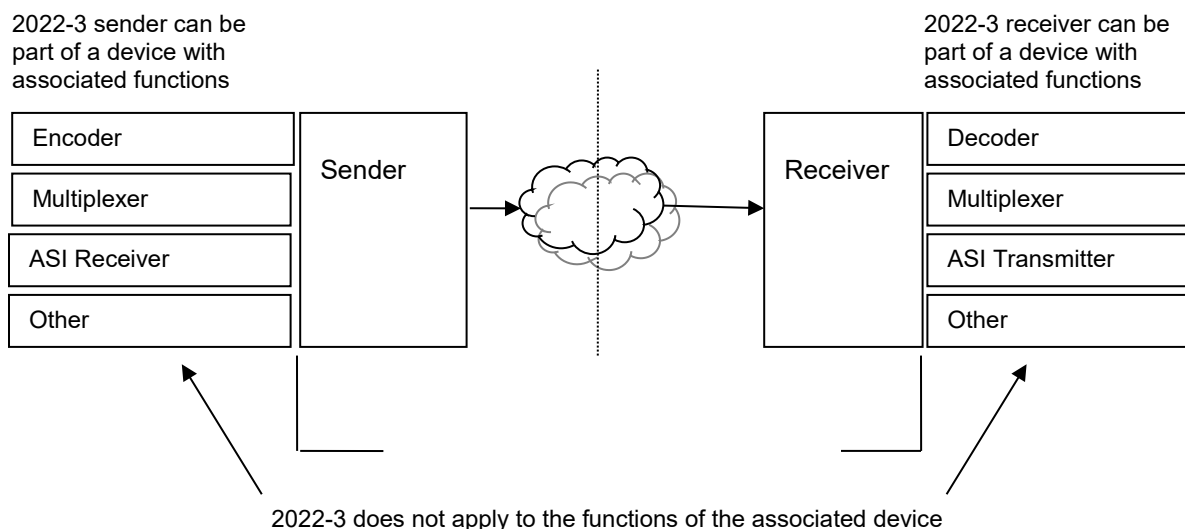 2022-3 sender can be
part of a device with
associated functions
2022-3 receiver can be
part of a device with
associated functions
Encoder
Multiplexer
ASI Receiver
Other
Sender
Receiver
Decoder
Multiplexer
ASI Transmitter
Other
2022-3 does not apply to the functions of the associated device